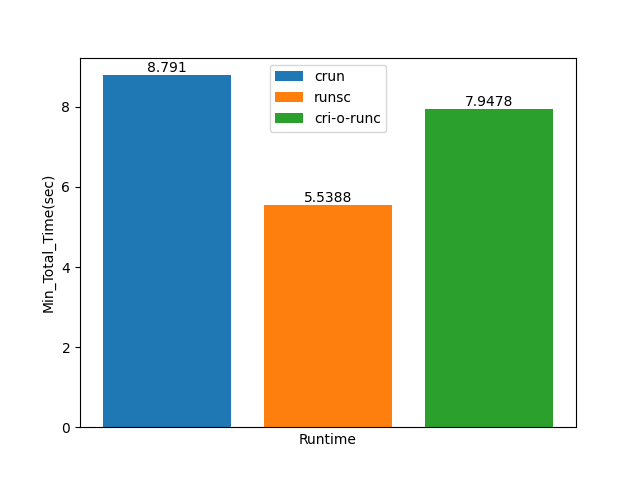 8.791
5.5388
7.9478
crun
runsc
cri-o-runc
Min_Total_Time(sec)
8
6
4
2
0
Runtime